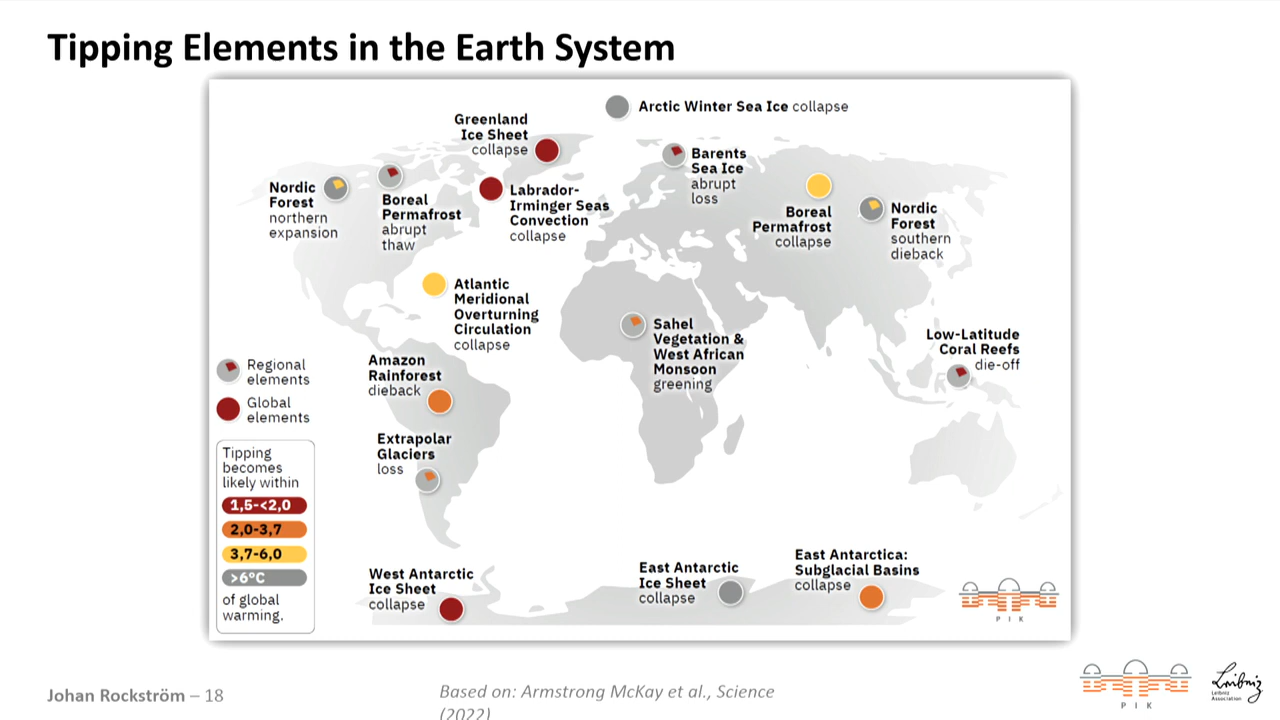 Tipping Elements in the Earth System
Arctic Winter Sea Ice collapse
Greenland
Ice Sheet
collapse
Barents
Sea Ice
abrupt
loss
Nordic
Forest
northern
expansion
Boreal
Permafrost
abrupt
thaw
Labrador-
Irminger Seas
Convection
collapse
Boreal
Permafrost
collapse
Nordic
Forest
southern
dieback
Atlantic
Meridional
Overturning
Circulation
collapse
Sahel
Vegetation &
West African
Monsoon
greening
Low-Latitude
Coral Reefs
die-off
Amazon
Rainforest
dieback
Regional
elements
Global
elements
Extrapolar
Glaciers
loss
Tipping
becomes
likely within
1,5-<2,0
2,0-3,7
3,7-6,0
>6°C
of global
warming.
West Antarctic
Ice Sheet
collapse
East Antarctic
Ice Sheet
collapse
East Antarctica:
Subglacial Basins
collapse
P I K
Johan Rockström – 18
Based on: Armstrong McKay et al., Science
(2022)
P I K
Leibniz
Leibniz
Association